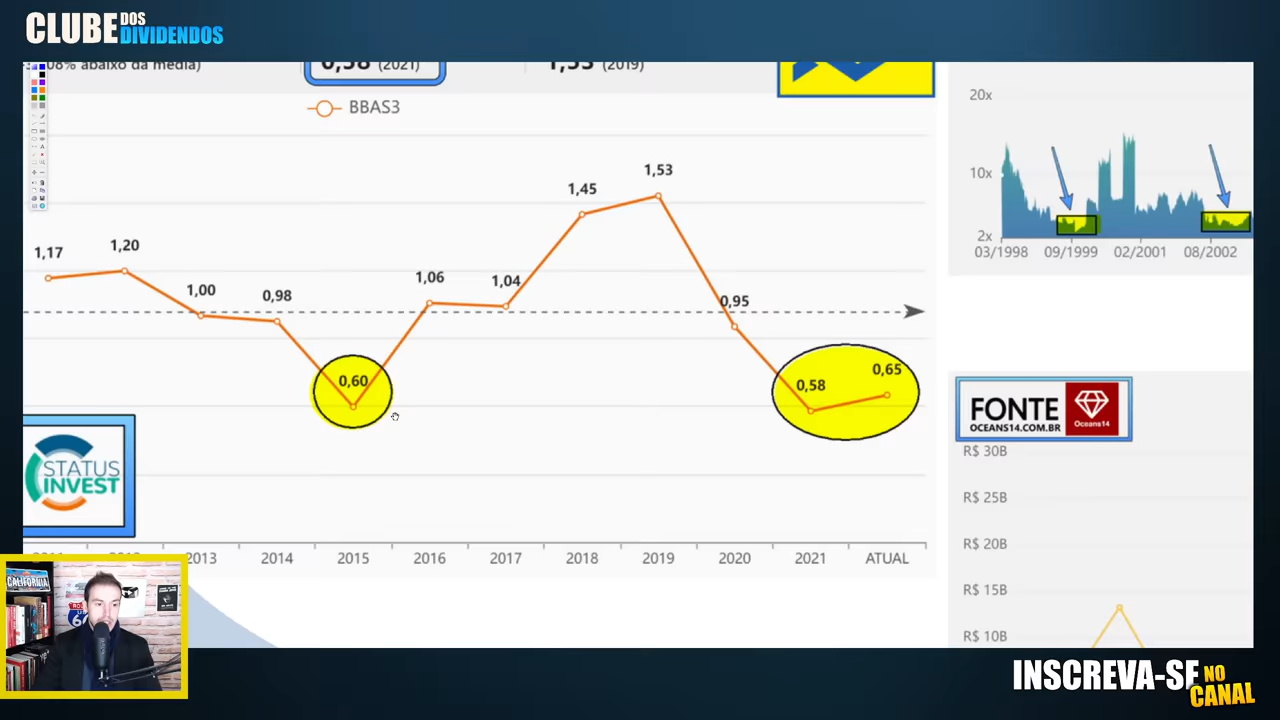 CLUBE DOS DIVIDENDOS
08% abaixo da média)
0,58 (2021)
1,53 (2019)
BBAS3
1,17
1,20
1,00
0,98
0,60
1,06
1,04
1,45
1,53
0,95
0,58
0,65
2013
2014
2015
2016
2017
2018
2019
2020
2021
ATUAL
STATUS
INVEST
20x
10x
2x
03/1998
09/1999
02/2001
08/2002
FONTE
OCEANS14.COM.BR
Oceans14
R$ 30B
R$ 25B
R$ 20B
R$ 15B
R$ 10B
CALIFORNIA
INSCREVA-SE NO CANAL